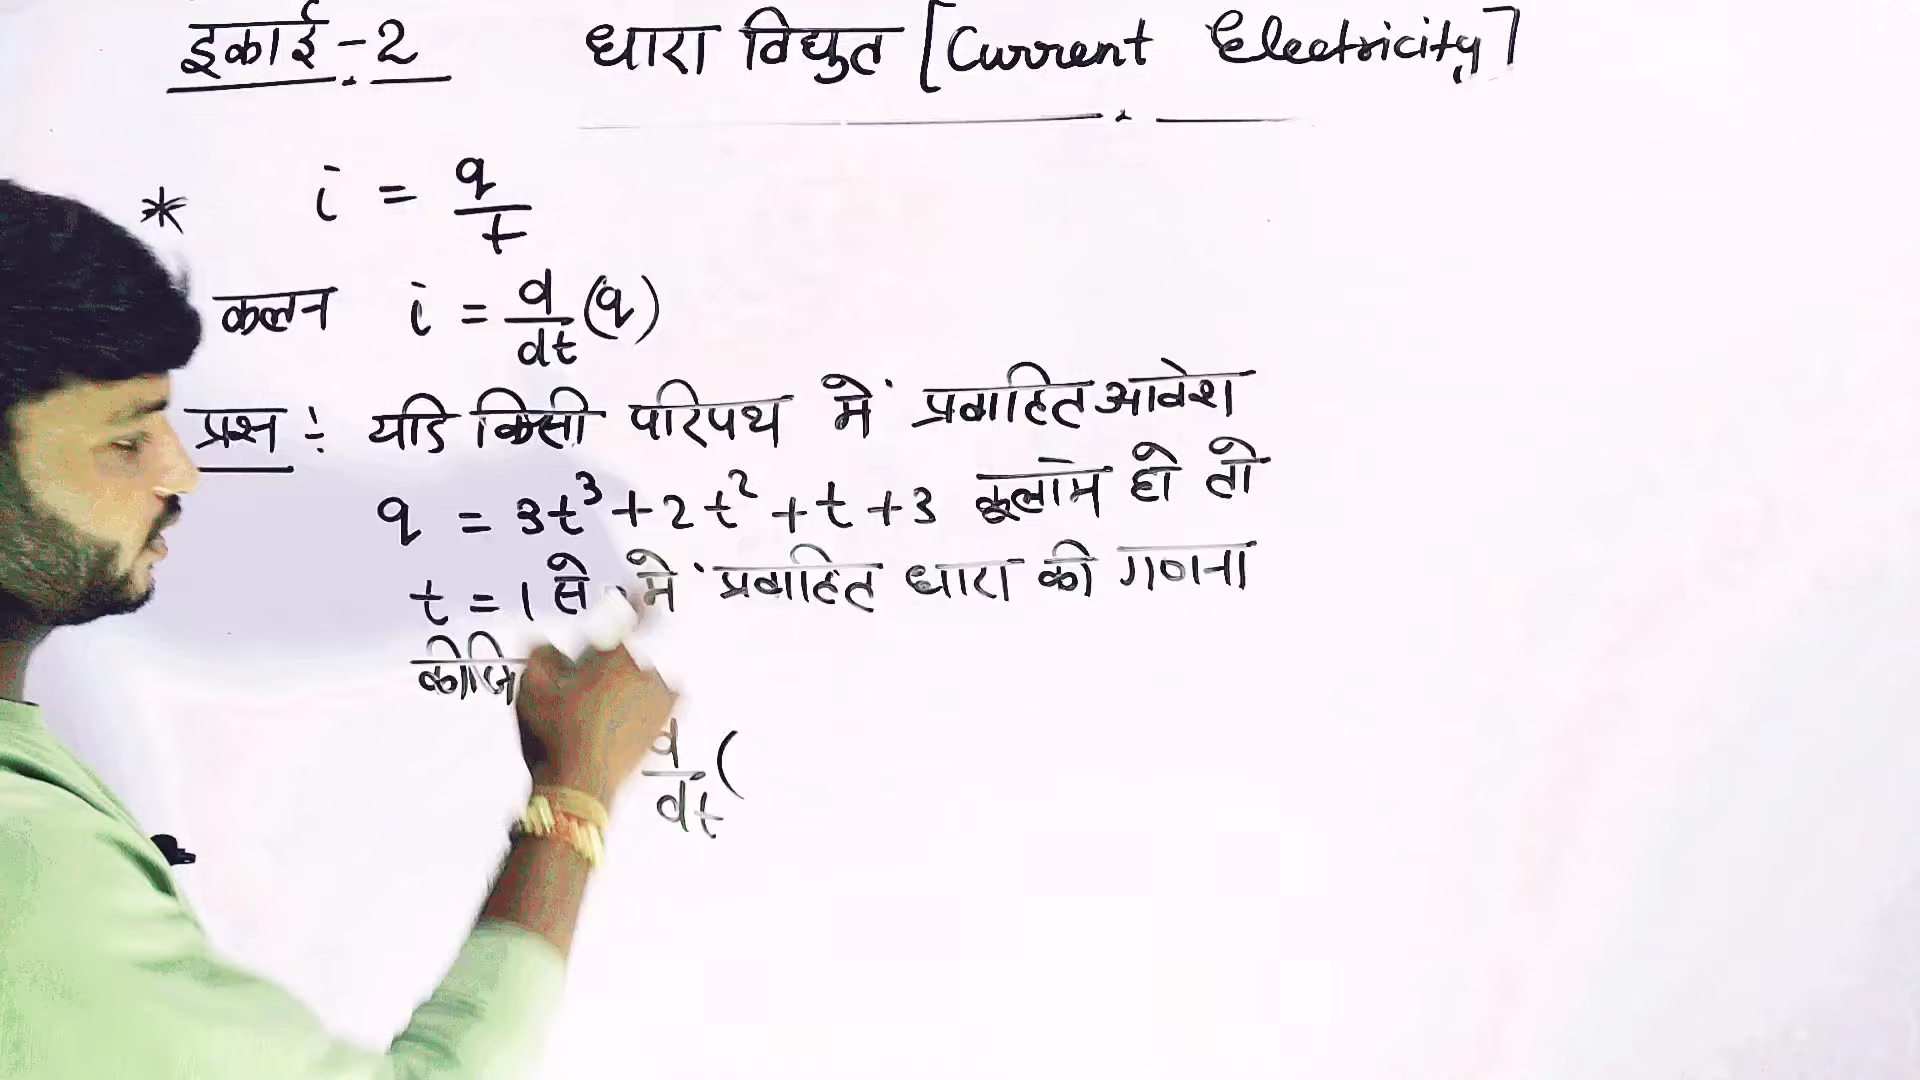 इकाई-2 धारा विद्युत [Current Electricity]
* i = q/t
कलन i = d/dt (q)
प्रश्न :- यदि किसी परिपथ में प्रवाहित आवेश
q = 3t³ + 2t² + t + 3 कूलॉम हो तो
t = 1 से में प्रवाहित धारा की गणना
d/dt (